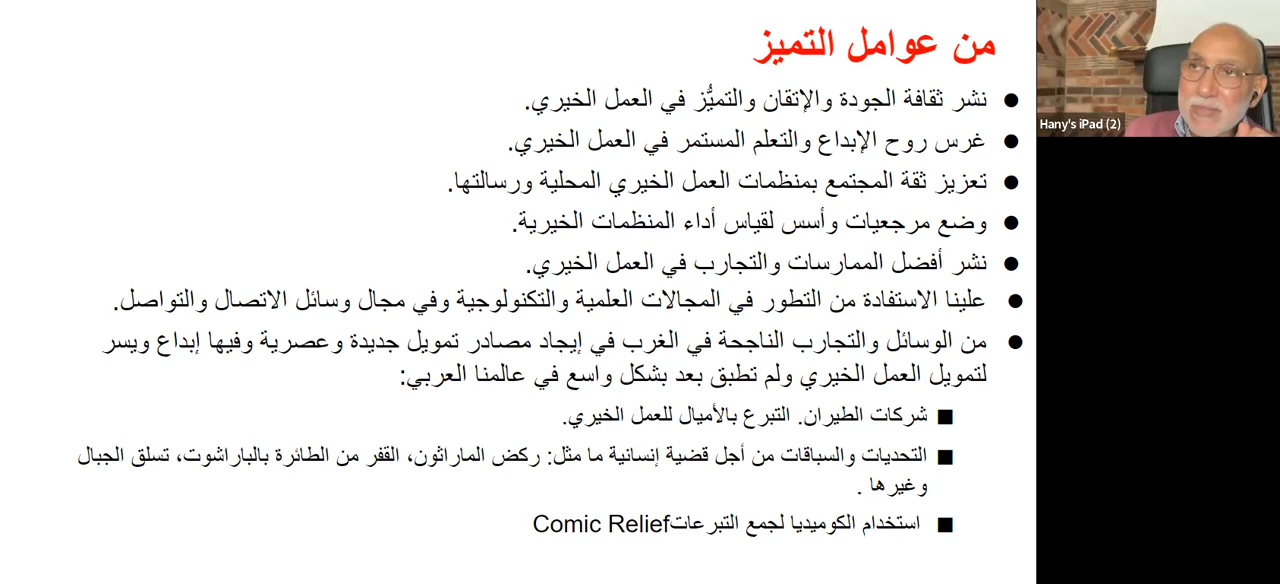 من عوامل التميز
● نشر ثقافة الجودة والإتقان والتميُّز في العمل الخيري.
● غرس روح الإبداع والتعلم المستمر في العمل الخيري.
● تعزيز ثقة المجتمع بمنظمات العمل الخيري المحلية ورسالتها.
● وضع مرجعيات وأسس لقياس أداء المنظمات الخيرية.
● نشر أفضل الممارسات والتجارب في العمل الخيري.
● علينا الاستفادة من التطور في المجالات العلمية والتكنولوجية وفي مجال وسائل الاتصال والتواصل.
● من الوسائل والتجارب الناجحة في الغرب في إيجاد مصادر تمويل جديدة وعصرية وفيها إبداع ويسر
لتمويل العمل الخيري ولم تطبق بعد بشكل واسع في عالمنا العربي:
■ شركات الطيران. التبرع بالأميال للعمل الخيري.
■ التحديات والسباقات من أجل قضية إنسانية ما مثل: ركض الماراثون، القفر من الطائرة بالباراشوت، تسلق الجبال
وغيرها .
■ استخدام الكوميديا لجمع التبرعاتComic Relief
Hany's iPad (2)